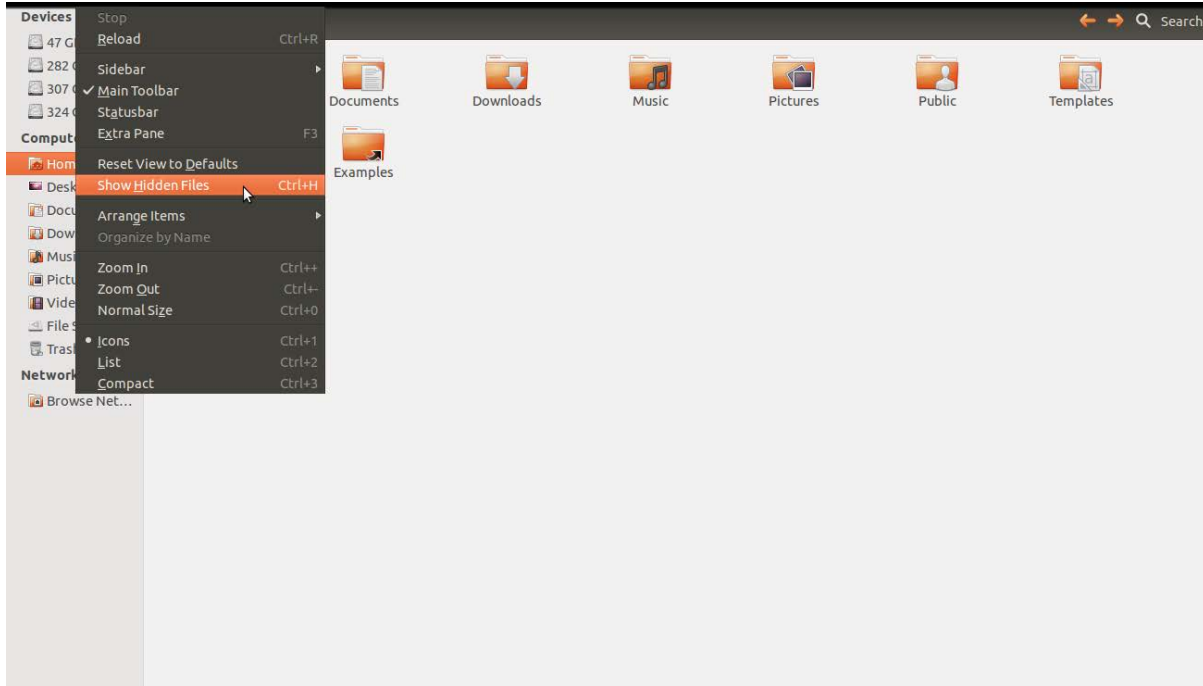 Devices
47 G
282
307
324
Comput
Hom
Desk
Docu
Dow
Musi
Pictu
Vide
File S
Tras
Network
Browse Net...
Stop
Reload Ctrl+R
Sidebar
Main Toolbar
Statusbar
Extra Pane F3
Reset View to Defaults
Show Hidden Files Ctrl+H
Arrange Items
Organize by Name
Zoom In Ctrl++
Zoom Out Ctrl+-
Normal Size Ctrl+0
Icons Ctrl+1
List Ctrl+2
Compact Ctrl+3
Search
Documents Downloads Music Pictures Public Templates
Examples